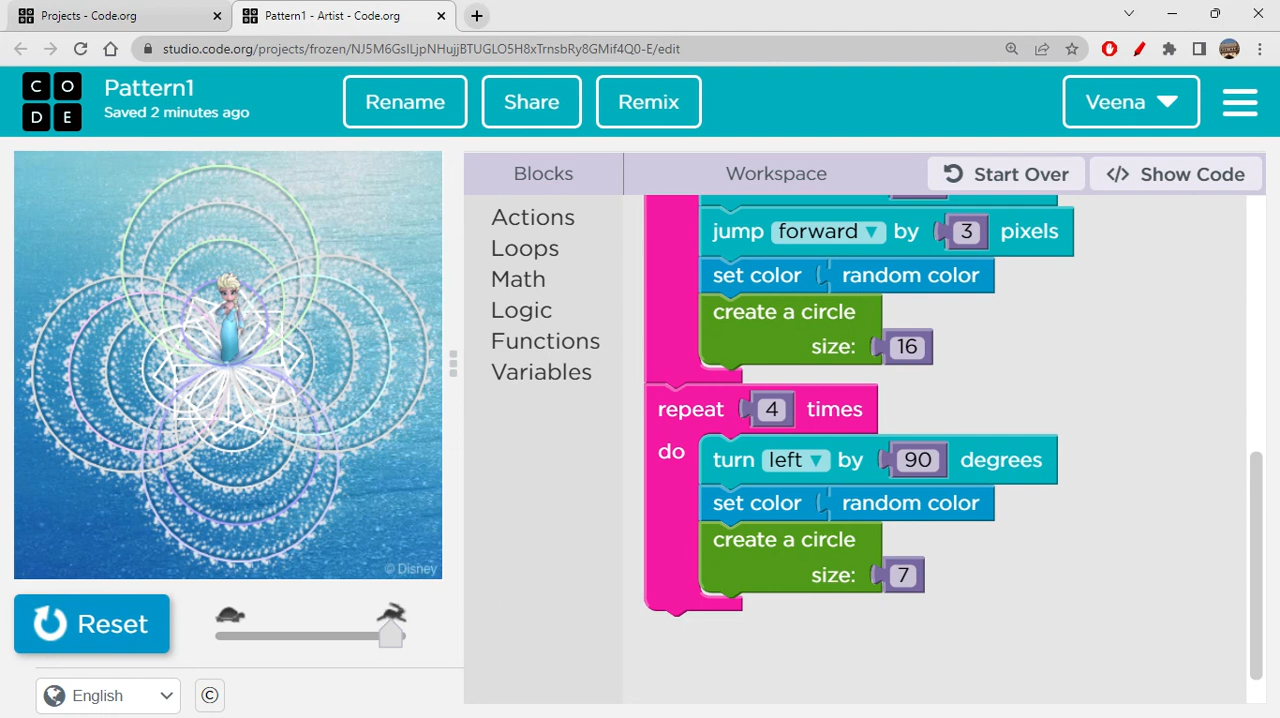 Projects - Code.org
Pattern1 - Artist - Code.org
studio.code.org/projects/frozen/NJ5M6GsILjpNHujjBTUGLO5H8xTrnsbRy8GMif4Q0-E/edit
C O
D E
Pattern1
Saved 2 minutes ago
Rename
Share
Remix
Veena
Blocks
Workspace
Start Over
</> Show Code
Actions
Loops
Math
Logic
Functions
Variables
jump forward by 3 pixels
set color random color
create a circle
size: 16
repeat 4 times
do
turn left by 90 degrees
set color random color
create a circle
size: 7
© Disney
Reset
English
©